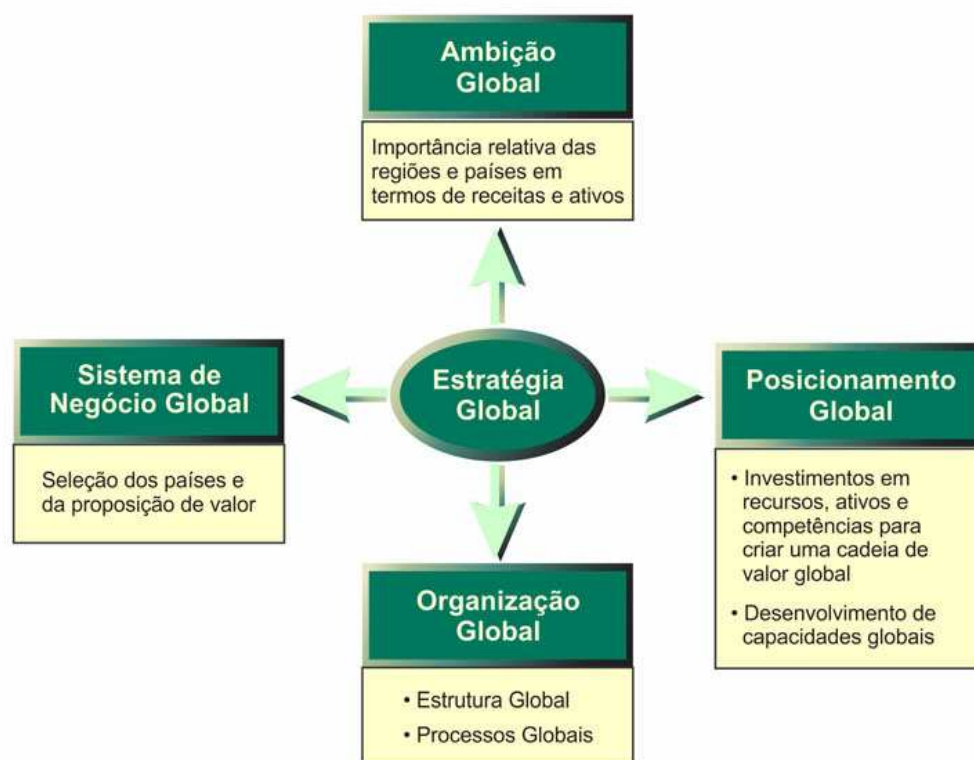 Ambição
Global
Importância relativa das
regiões e países em
termos de receitas e ativos
Sistema de
Negócio Global
Seleção dos países e
da proposição de valor
Estratégia
Global
Posicionamento
Global
• Investimentos em
recursos, ativos e
competências para
criar uma cadeia de
valor global
• Desenvolvimento de
capacidades globais
Organização
Global
• Estrutura Global
• Processos Globais